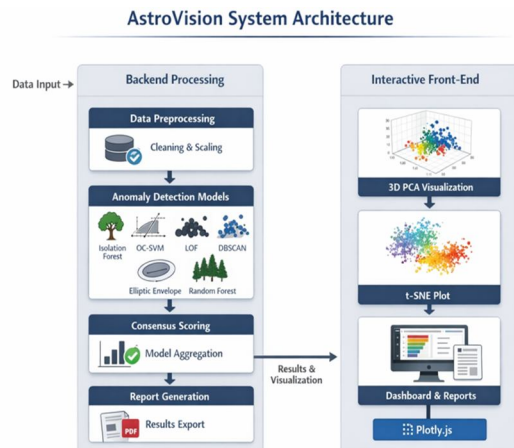 AstroVision System Architecture
Data Input
Backend Processing
Data Preprocessing
Cleaning & Scaling
Anomaly Detection Models
Isolation Forest
OC-SVM
LOF
DBSCAN
Elliptic Envelope
Random Forest
Consensus Scoring
Model Aggregation
Report Generation
PDF
Results Export
Results &
Visualization
Interactive Front-End
3D PCA Visualization
t-SNE Plot
Dashboard & Reports
Plotly.js